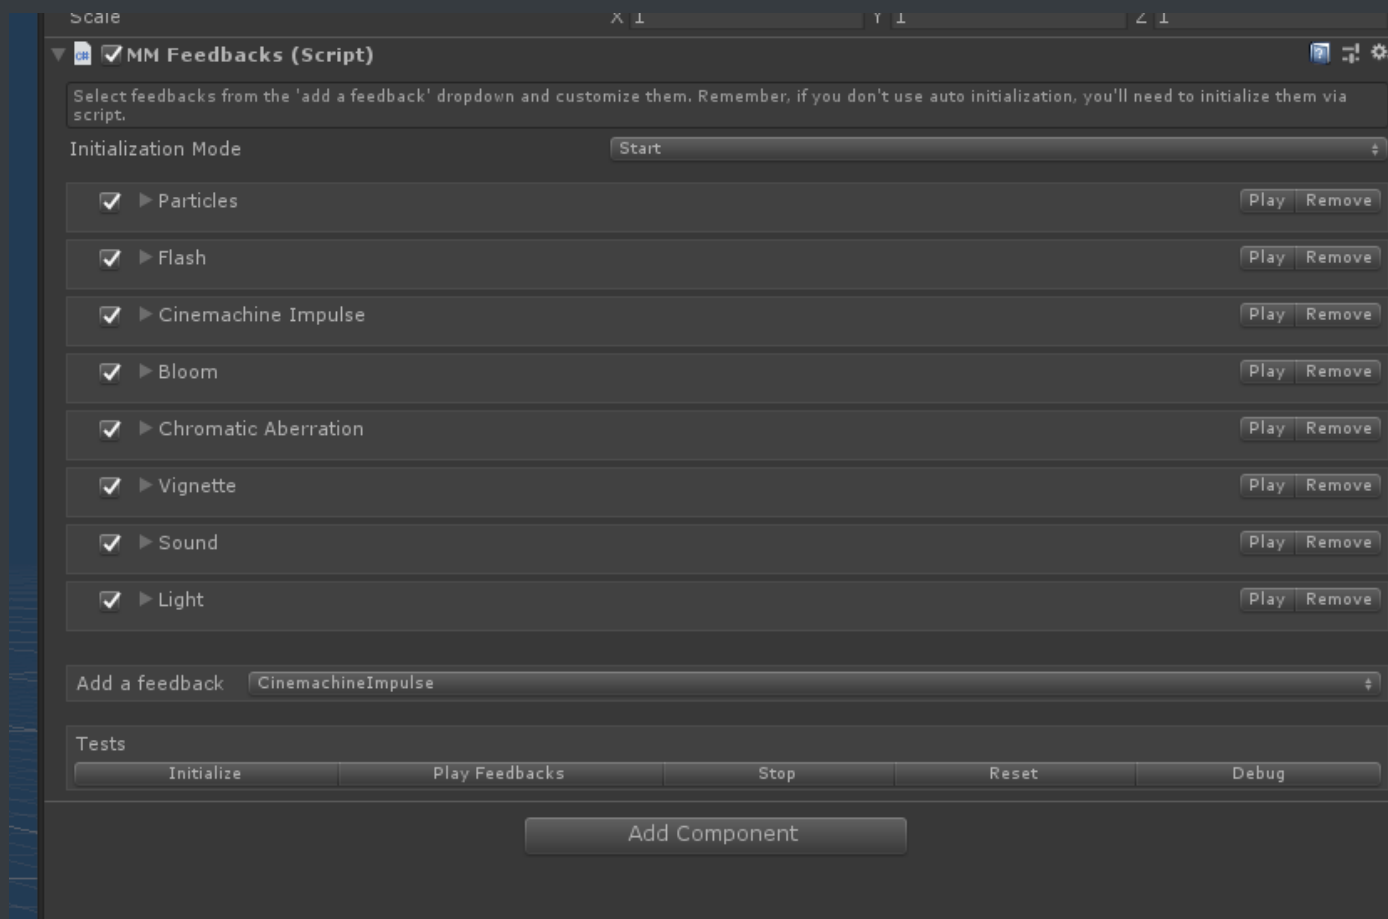 Scale X 1 Y 1 Z 1
c#
MM Feedbacks (Script)
Select feedbacks from the 'add a feedback' dropdown and customize them. Remember, if you don't use auto initialization, you'll need to initialize them via
script.
Initialization Mode Start
Particles Play Remove
Flash Play Remove
Cinemachine Impulse Play Remove
Bloom Play Remove
Chromatic Aberration Play Remove
Vignette Play Remove
Sound Play Remove
Light Play Remove
Add a feedback CinemachineImpulse
Tests
Initialize Play Feedbacks Stop Reset Debug
Add Component